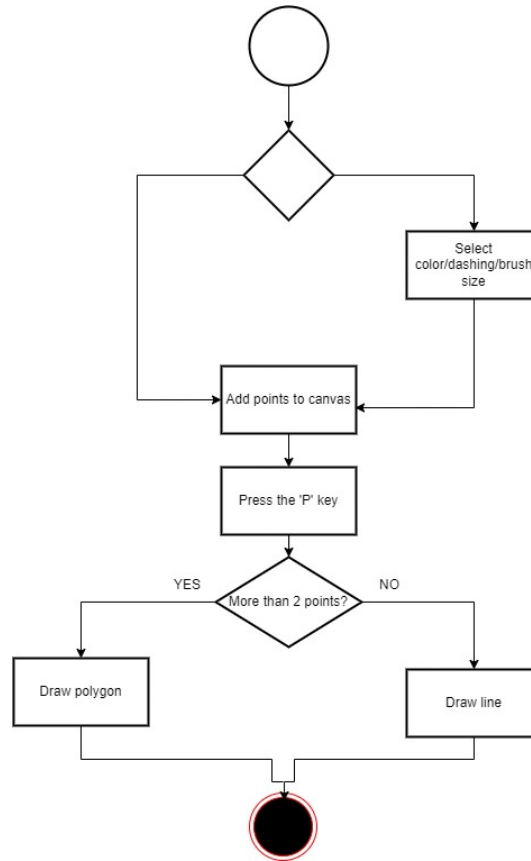 Select
color/dashing/brush
size
Add points to canvas
Press the 'P' key
YES
More than 2 points?
NO
Draw polygon
Draw line